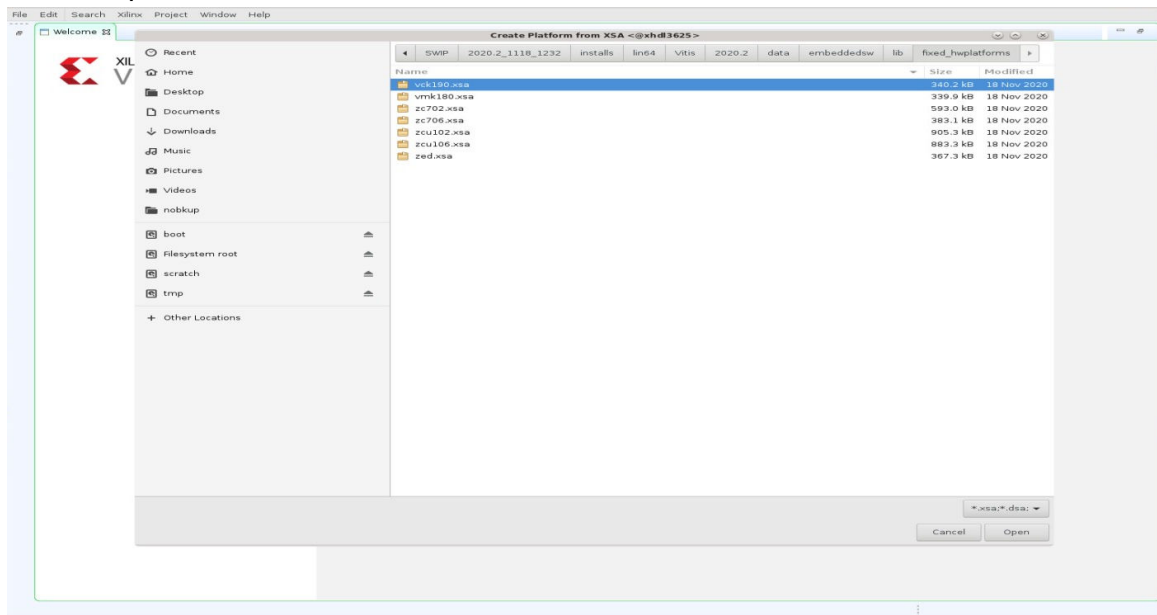 File Edit Search Xilinx Project Window Help
Welcome
XIL
V
Create Platform from XSA <@xhdl3625>
Recent
Home
Desktop
Documents
Downloads
Music
Pictures
Videos
nobkup
boot
Filesystem root
scratch
tmp
+ Other Locations
SWIP 2020.2_1118_1232 installs lin64 Vitis 2020.2 data embeddedsw lib fixed_hwplatforms
Name Size Modified
vck190.xsa 340.2 kB 18 Nov 2020
vmk180.xsa 339.9 kB 18 Nov 2020
zc702.xsa 593.0 kB 18 Nov 2020
zc706.xsa 383.1 kB 18 Nov 2020
zcu102.xsa 905.3 kB 18 Nov 2020
zcu106.xsa 883.3 kB 18 Nov 2020
zed.xsa 367.3 kB 18 Nov 2020
*.xsa;*.dsa;
Cancel Open